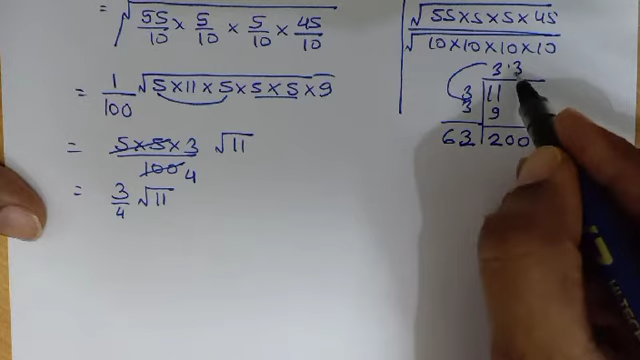 = √(55/10 × 5/10 × 5/10 × 45/10)
= 1/100 √(5×11×5×5×5×9)
= 5×5×3/100 4 √11
= 3/4 √11
√(55×5×5×45)
√(10×10×10×10)
3.3
3 11
3 9
63 200